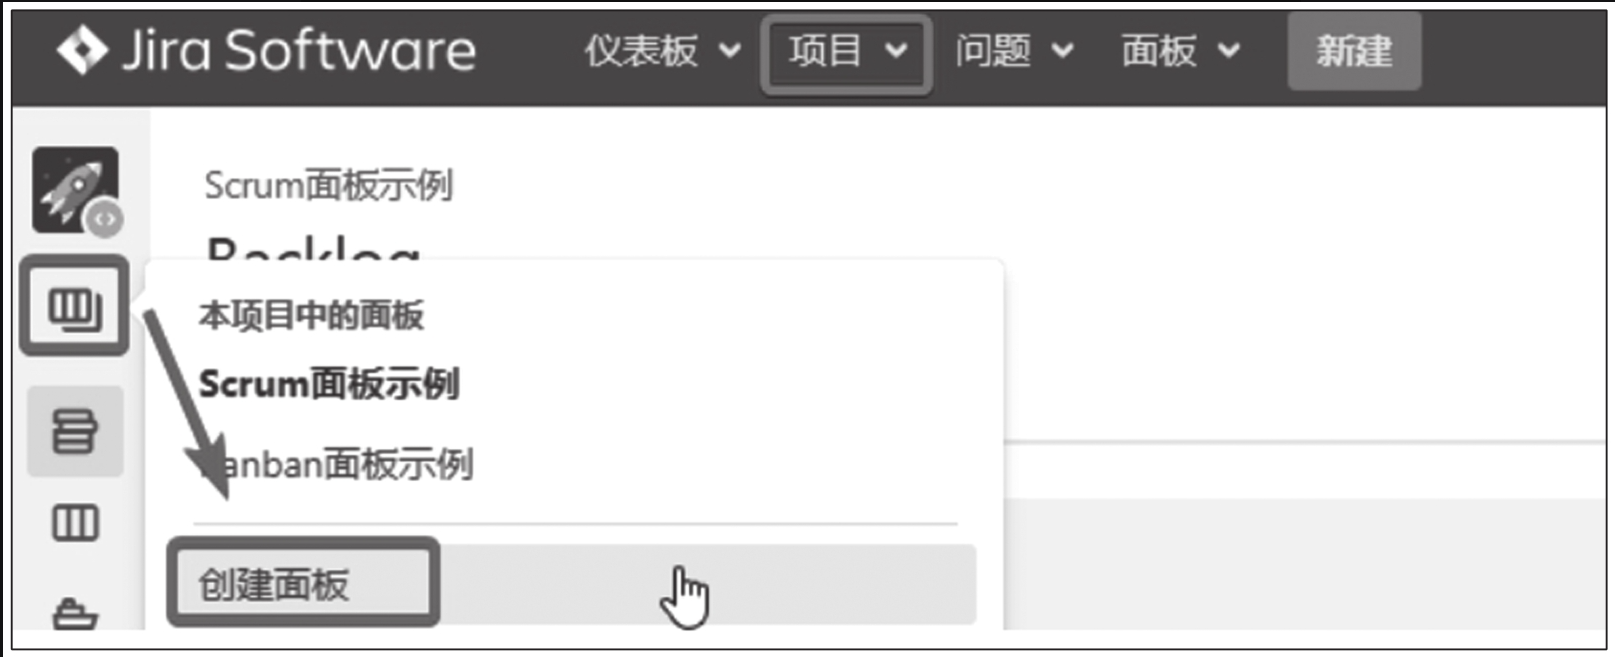 Jira Software 仪表板 项目 问题 面板 新建
Scrum面板示例
Backlog
本项目中的面板
Scrum面板示例
anban面板示例
创建面板